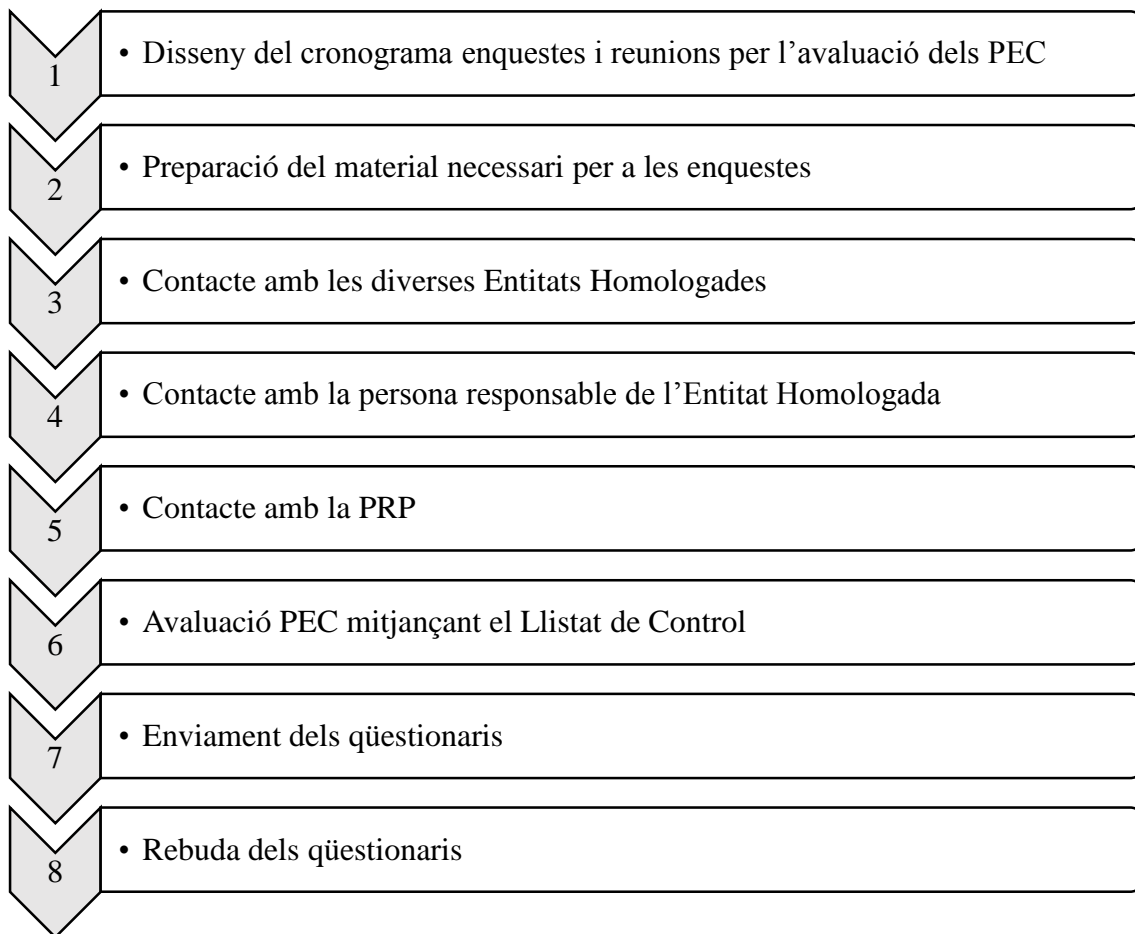 1
• Disseny del cronograma enquestes i reunions per l’avaluació dels PEC
2
• Preparació del material necessari per a les enquestes
3
• Contacte amb les diverses Entitats Homologades
4
• Contacte amb la persona responsable de l’Entitat Homologada
5
• Contacte amb la PRP
6
• Avaluació PEC mitjançant el Llistat de Control
7
• Enviament dels qüestionaris
8
• Rebuda dels qüestionaris